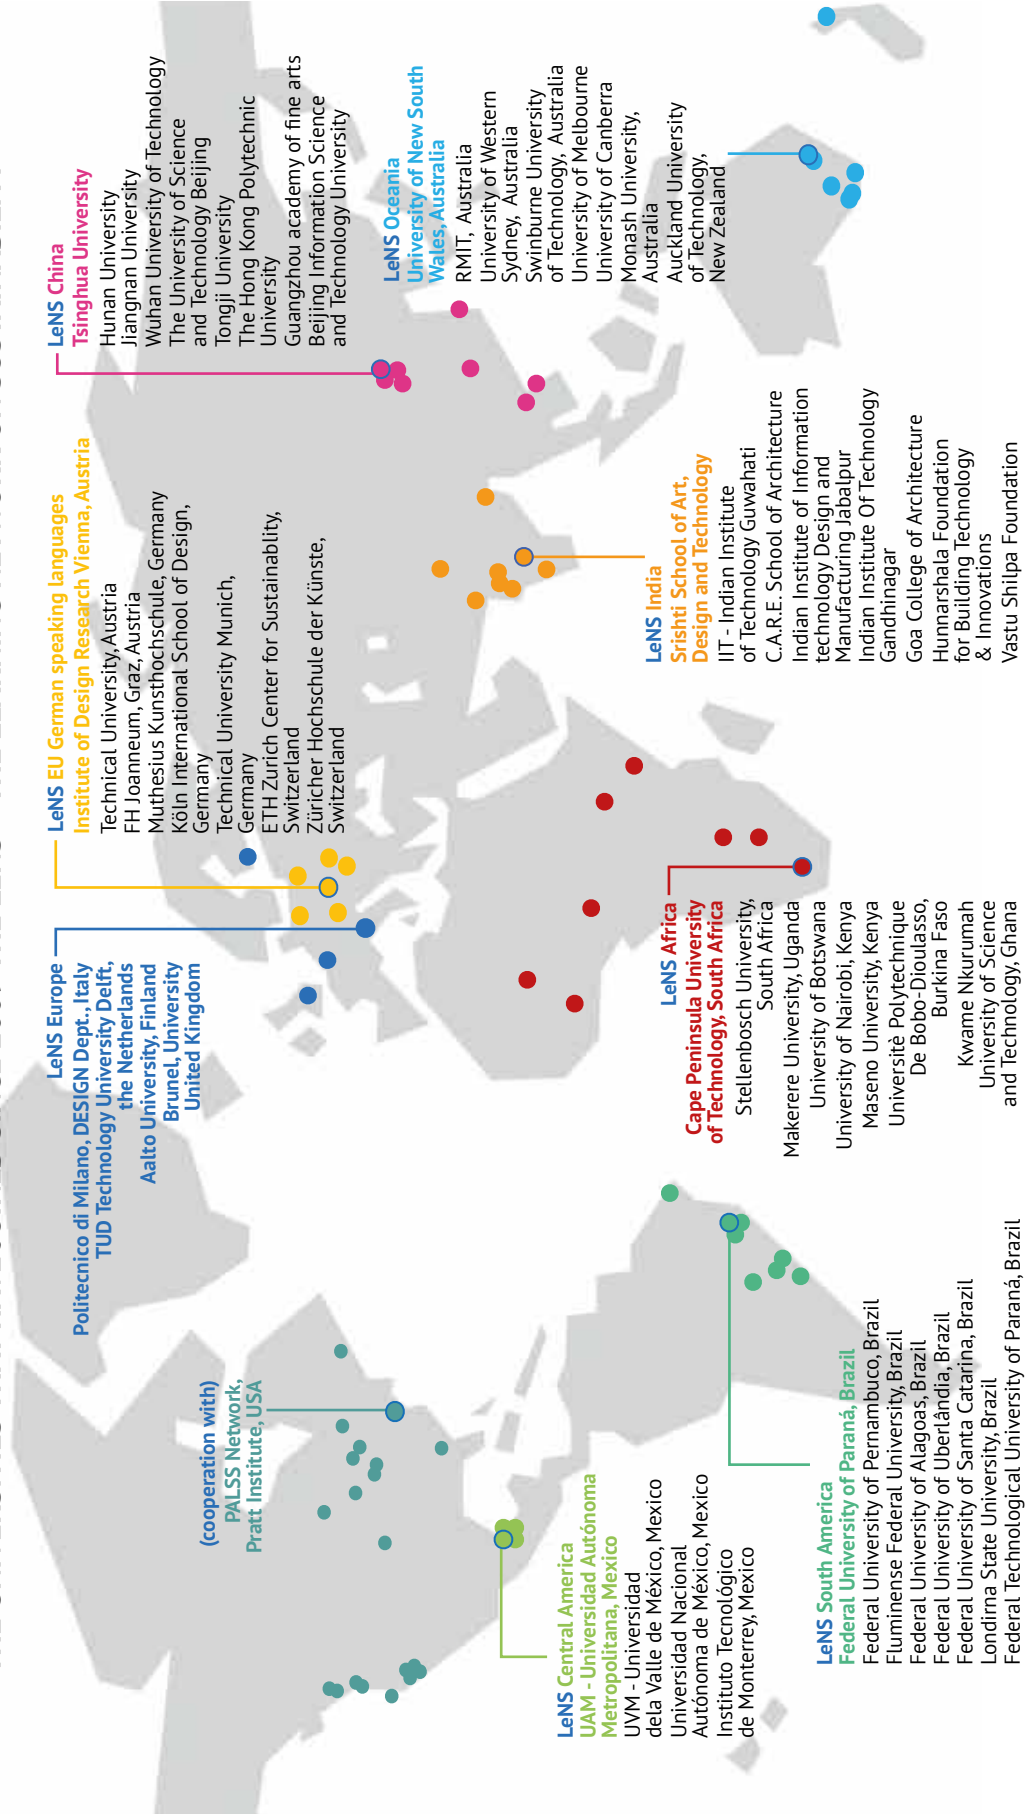 (cooperation with)
PALSS Network,
Pratt Institute, USA
LeNS Central America
UAM - Universidad Autónoma
Metropolitana, Mexico
UVM - Universidad
dela Valle de México, Mexico
Universidad Nacional
Autónoma de México, Mexico
Instituto Tecnológico
de Monterrey, Mexico
LeNS South America
Federal University of Paraná, Brazil
Federal University of Pernambuco, Brazil
Fluminense Federal University, Brazil
Federal University of Alagoas, Brazil
Federal University of Uberlândia, Brazil
Federal University of Santa Catarina, Brazil
Londirna State University, Brazil
Federal Technological University of Paraná, Brazil
LeNS Europe
Politecnico di Milano, DESIGN Dept., Italy
TUD Technology University Delft,
the Netherlands
Aalto University, Finland
Brunel, University
United Kingdom
LeNS Africa
Cape Peninsula University
of Technology, South Africa
Stellenbosch University,
South Africa
Makerere University, Uganda
University of Botswana
University of Nairobi, Kenya
Maseno University, Kenya
Universitè Polytechnique
De Bobo-Dioulasso,
Burkina Faso
Kwame Nkurumah
University of Science
and Technology, Ghana
LeNS EU German speaking languages
Institute of Design Research Vienna, Austria
Technical University, Austria
FH Joanneum, Graz, Austria
Muthesius Kunsthochschule, Germany
Köln International School of Design,
Germany
Technical University Munich,
Germany
ETH Zurich Center for Sustainablity,
Switzerland
Züricher Hochschule der Künste,
Switzerland
LeNS India
Srishti School of Art,
Design and Technology
IIT - Indian Institute
of Technology Guwahati
C.A.R.E. School of Architecture
Indian Institute of Information
technology Design and
Manufacturing Jabalpur
Indian Institute Of Technology
Gandhinagar
Goa College of Architecture
Hunnarshala Foundation
for Building Technology
& Innovations
Vastu Shilpa Foundation
LeNS China
Tsinghua University
Hunan University
Jiangnan University
Wuhan University of Technology
The University of Science
and Technology Beijing
Tongji University
The Hong Kong Polytechnic
University
Guangzhou academy of fine arts
Beijing Information Science
and Technology University
LeNS Oceania
University of New South
Wales, Australia
RMIT, Australia
University of Western
Sydney, Australia
Swinburne University
of Technology, Australia
University of Melbourne
University of Canberra
Monash University,
Australia
Auckland University
of Technology,
New Zealand